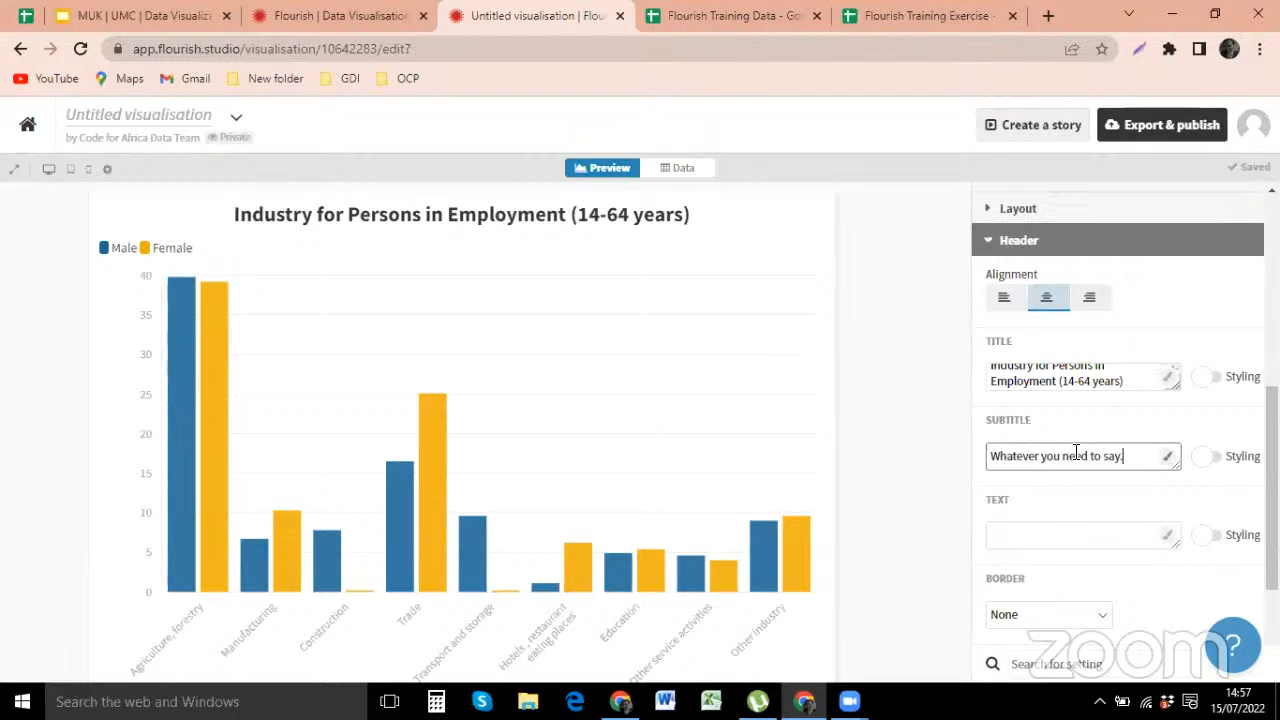 MUK | UMC | Data Visualiza
Flourish | Data Visualisation
Untitled visualisation | Flou
Flourish Training Data - Go
Flourish Training Exercise -
app.flourish.studio/visualisation/10642283/edit?
YouTube
Maps
Gmail
New folder
GDI
OCP
Untitled visualisation
by Code for Africa Data Team
Private
Create a story
Export & publish
Preview
Data
Saved
Industry for Persons in Employment (14-64 years)
Male
Female
40
35
30
25
20
15
10
5
0
Agriculture, forestry
Manufacturing
Construction
Trade
Transport and storage
Hotels , restaurant
eating places
Education
Other service activities
Other industry
Layout
Header
Alignment
TITLE
Industry for Persons in
Employment (14-64 years)
Styling
SUBTITLE
Whatever you need to say.
Styling
TEXT
Styling
BORDER
None
Search for setting
?
zoom
Search the web and Windows
14:57
15/07/2022